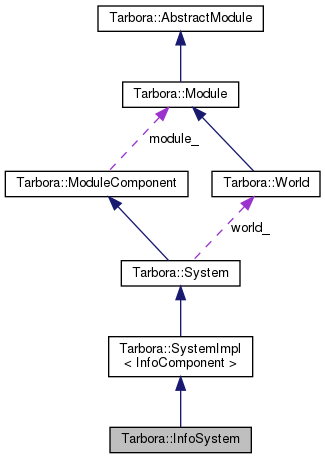 Tarbora::AbstractModule
Tarbora::Module
module_
Tarbora::ModuleComponent
Tarbora::World
world_
Tarbora::System
Tarbora::SystemImpl
< InfoComponent >
Tarbora::InfoSystem